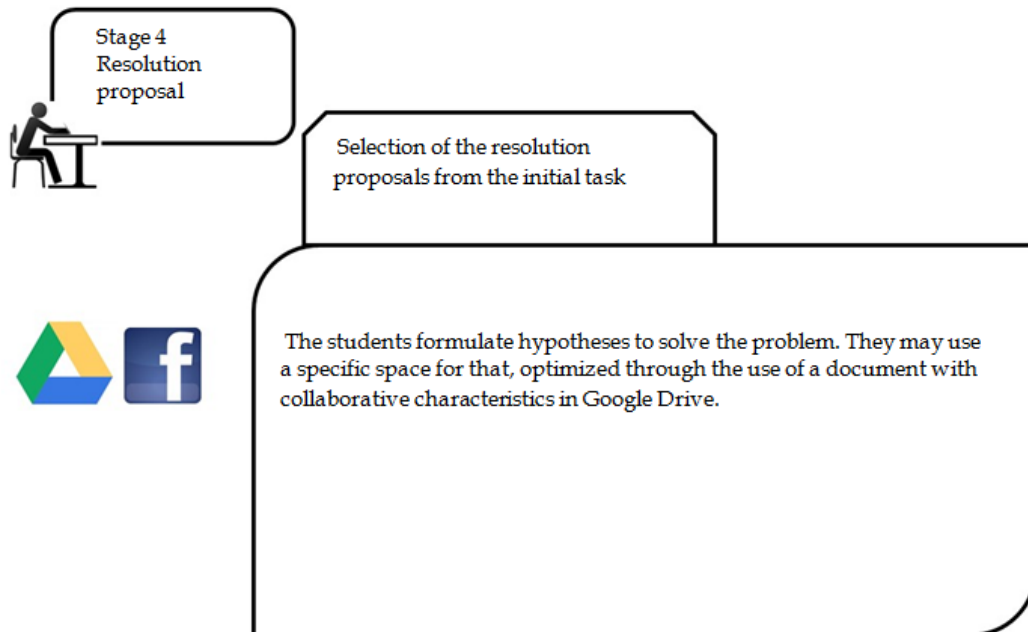 Stage 4
Resolution
proposal
Selection of the resolution
proposals from the initial task
The students formulate hypotheses to solve the problem. They may use
a specific space for that, optimized through the use of a document with
collaborative characteristics in Google Drive.
f